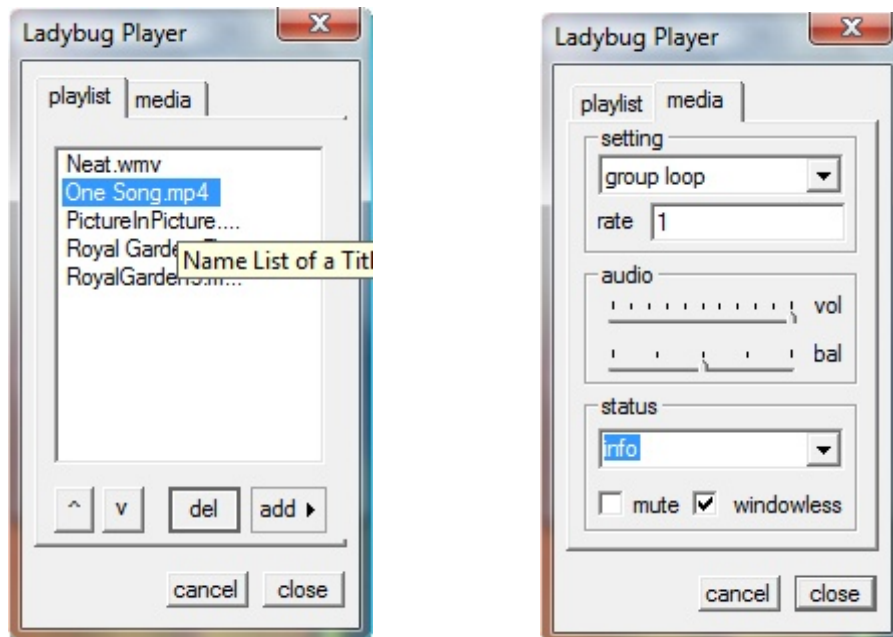 Ladybug Player
playlist media
Neat.wmv
One Song.mp4
PictureInPicture....
Royal Garde
Name List of a Titl
^ v del add
cancel close
Ladybug Player
playlist media
setting
group loop
rate 1
audio
vol
bal
status
info
mute windowless
cancel close